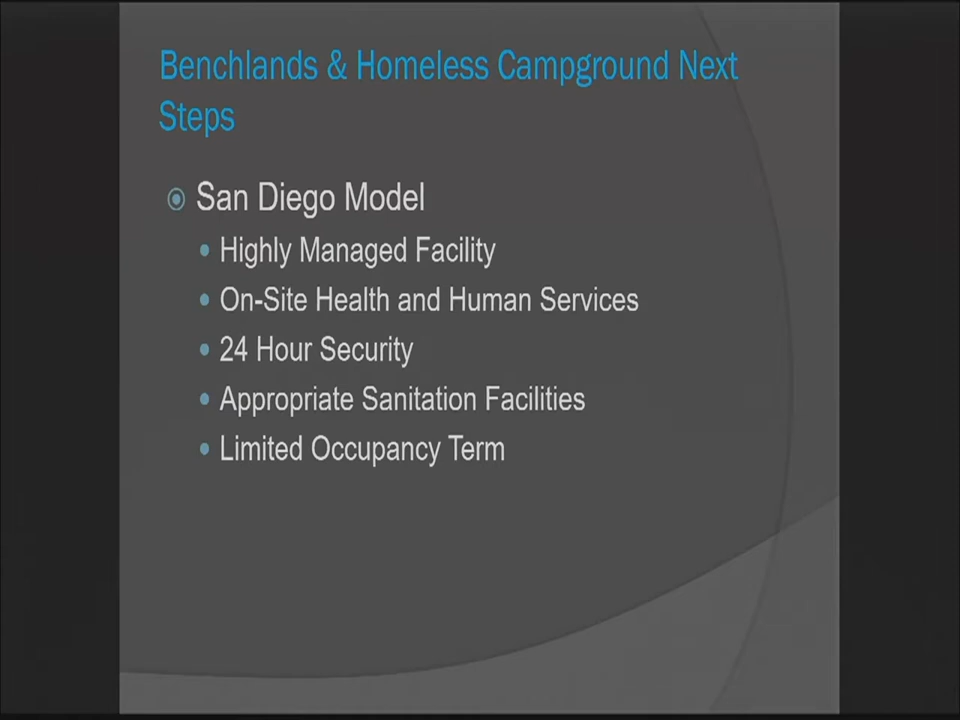 Benchlands & Homeless Campground Next
Steps
San Diego Model
Highly Managed Facility
On-Site Health and Human Services
24 Hour Security
Appropriate Sanitation Facilities
Limited Occupancy Term